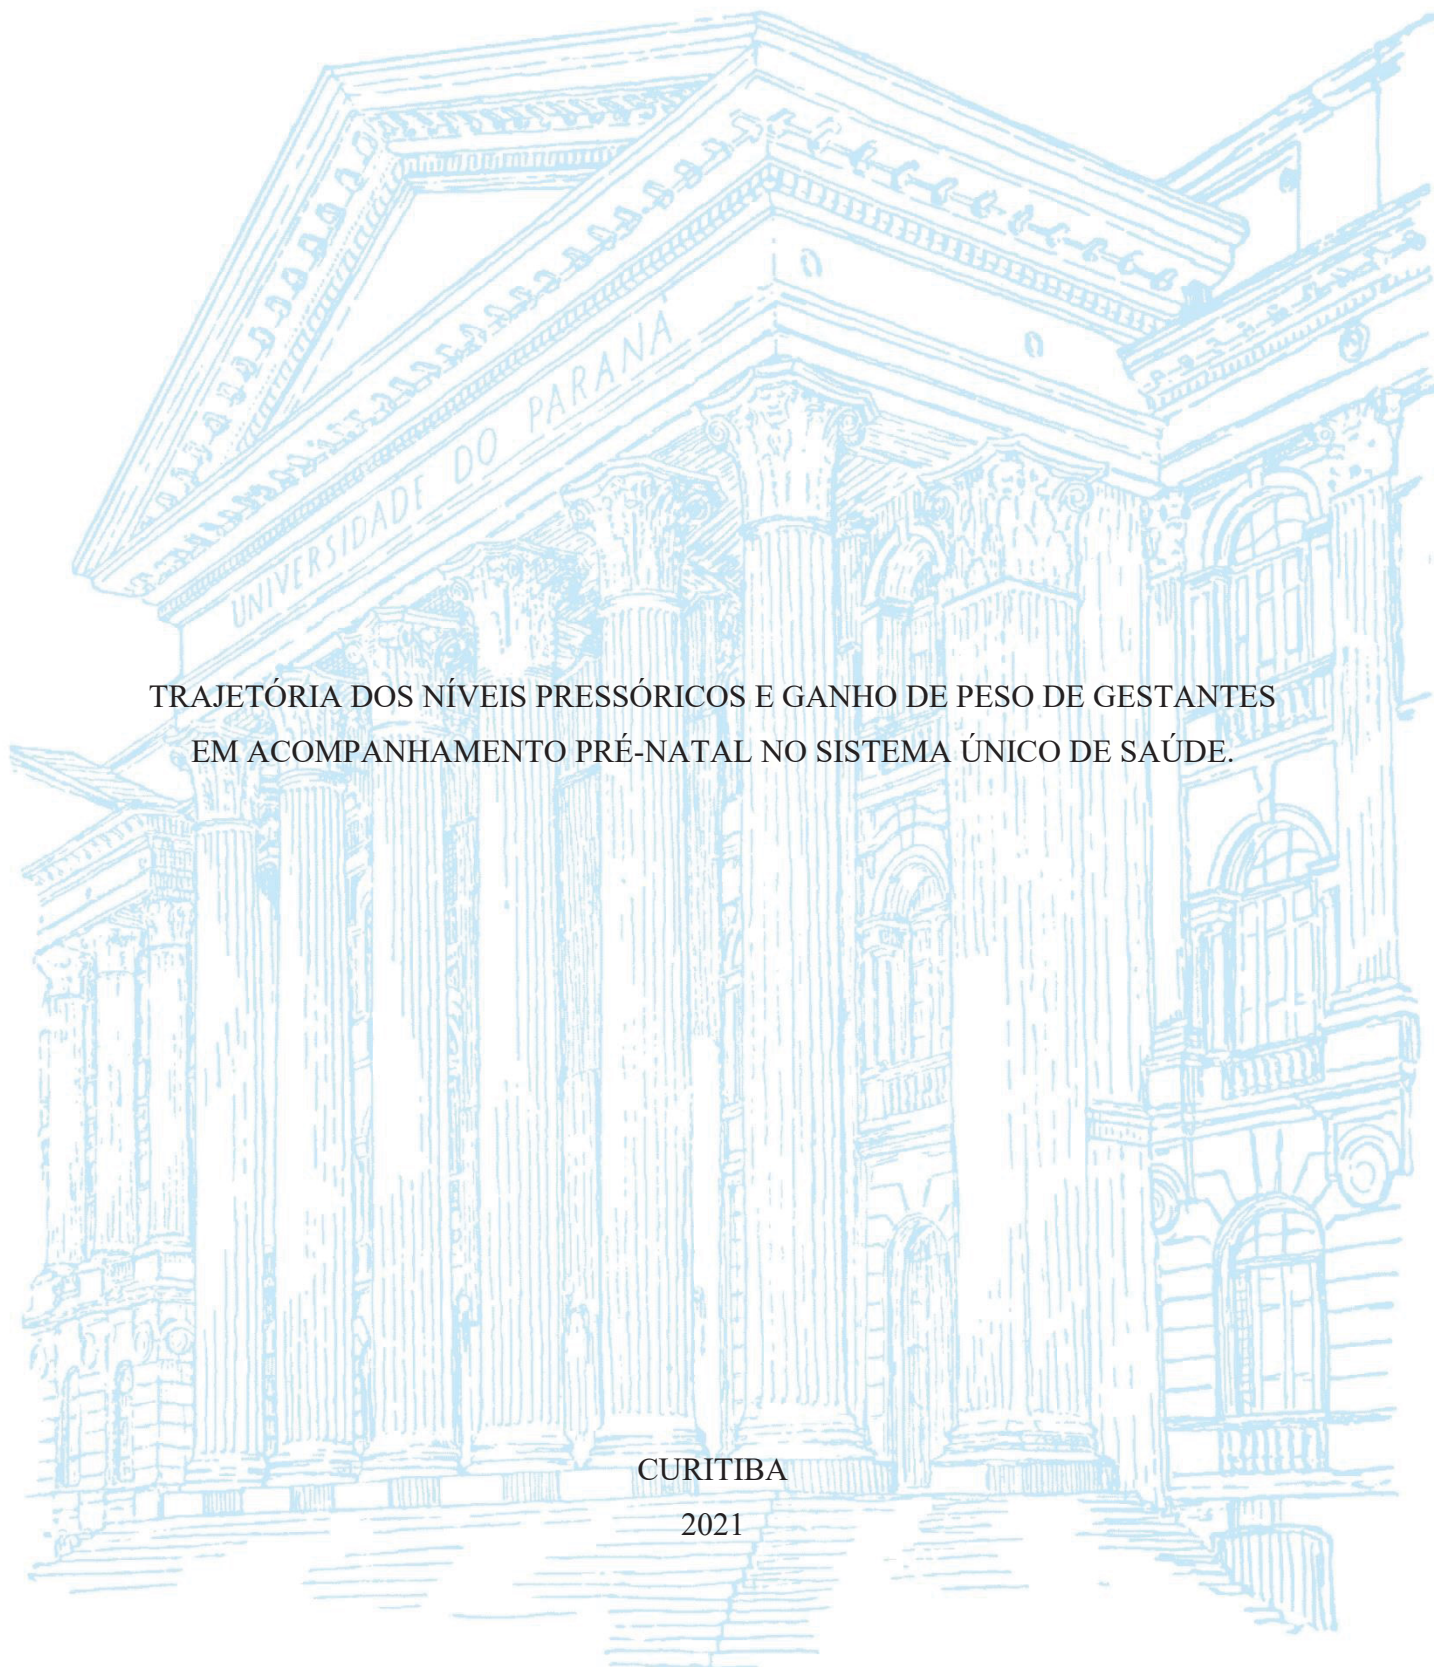 UNIVERSIDADE DO PARANÁ
TRAJETÓRIA DOS NÍVEIS PRESSÓRICOS E GANHO DE PESO DE GESTANTES
EM ACOMPANHAMENTO PRÉ-NATAL NO SISTEMA ÚNICO DE SAÚDE.
CURITIBA
2021